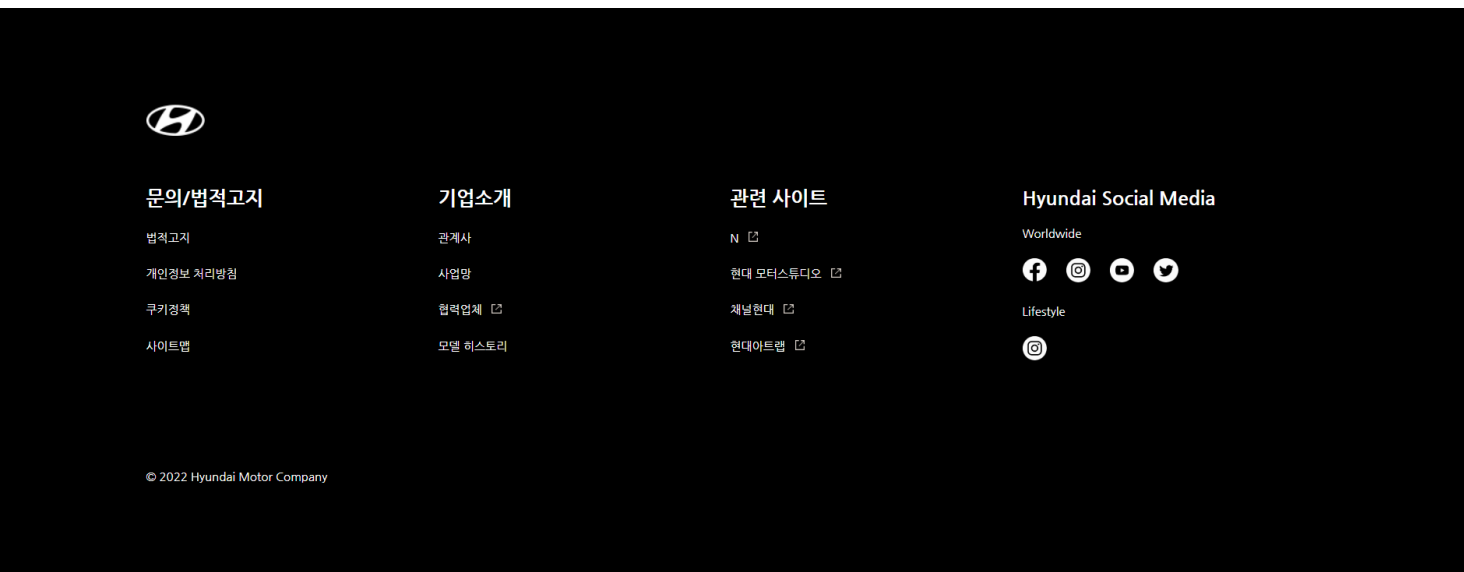 문의/법적고지
법적고지
개인정보 처리방침
쿠키정책
사이트맵
기업소개
관계사
사업망
협력업체
모델 히스토리
관련 사이트
N
현대 모터스튜디오
채널현대
현대아트랩
Hyundai Social Media
Worldwide
Lifestyle
© 2022 Hyundai Motor Company